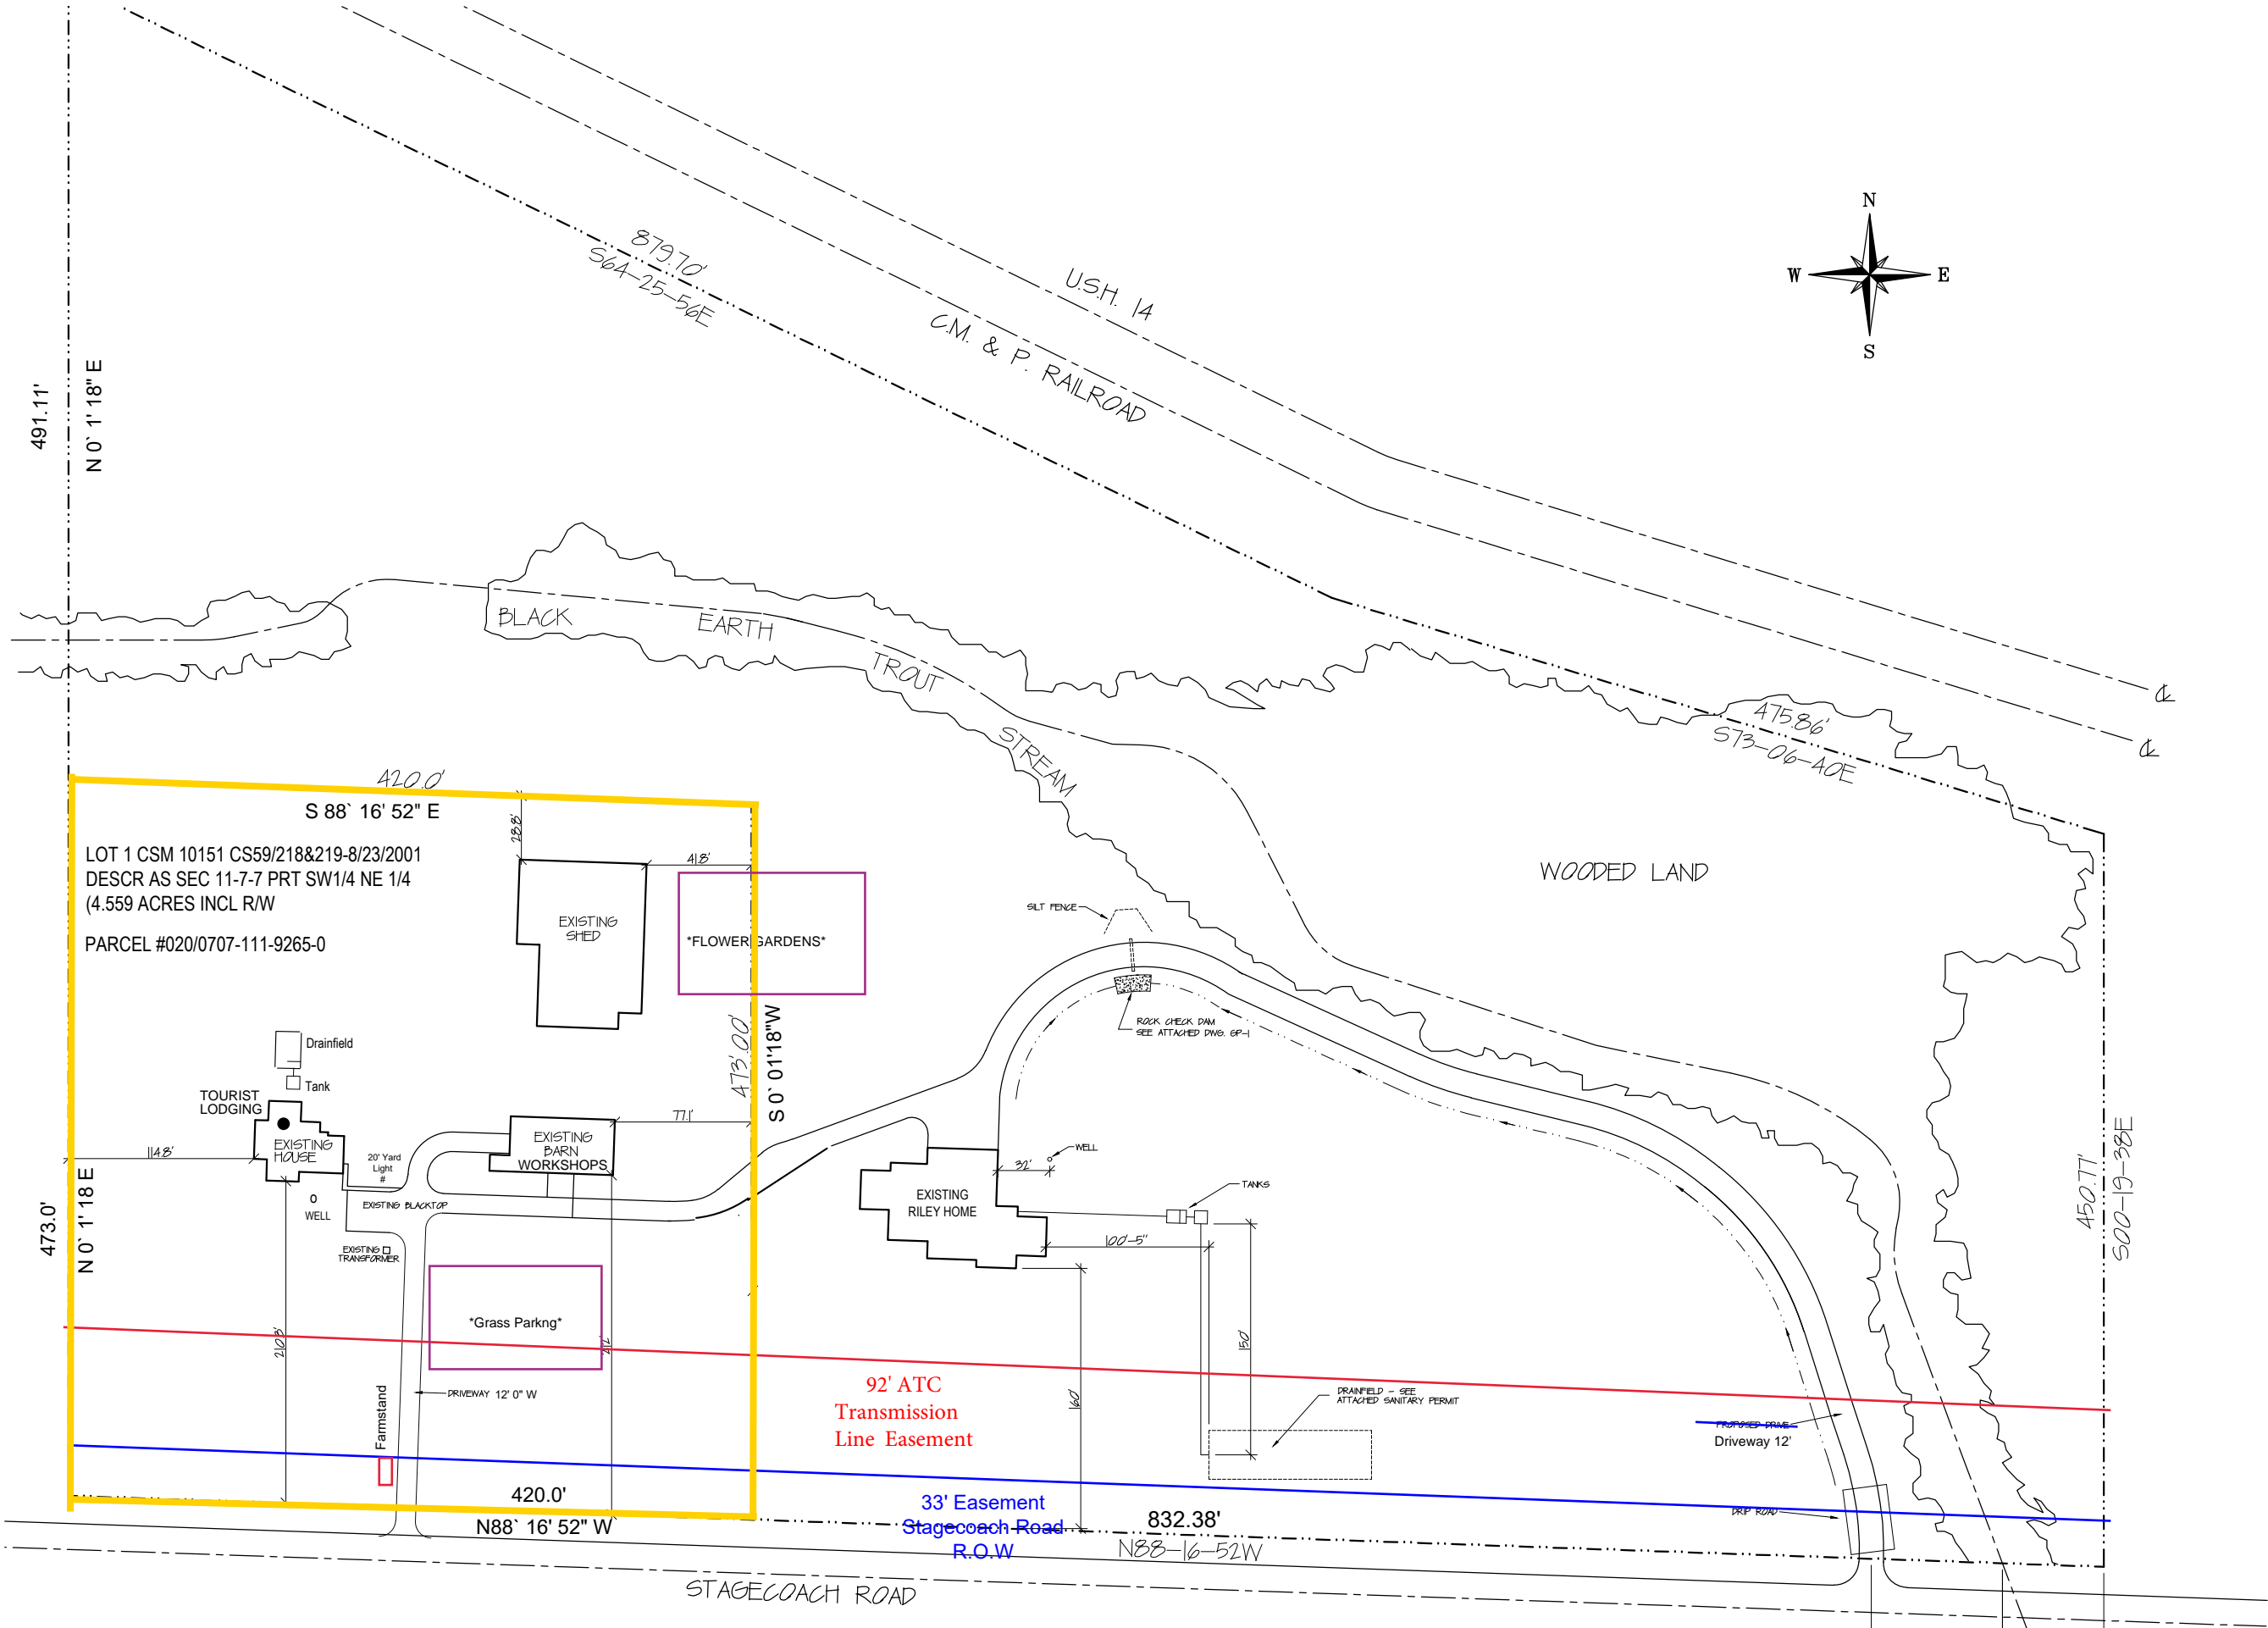 N
W
E
S
879.70'
S64-25-56E
U.S.H. 14
C.M. & P. RAILROAD
491.11'
N 0` 1' 18" E
BLACK
EARTH
TROUT
STREAM
475.86'
S73-06-40E
420.0'
S 88` 16' 52" E
28.8'
41.8'
LOT 1 CSM 10151 CS59/218&219-8/23/2001
DESCR AS SEC 11-7-7 PRT SW1/4 NE 1/4
(4.559 ACRES INCL R/W
PARCEL #020/0707-111-9265-0
EXISTING
SHED
*FLOWER GARDENS*
WOODED LAND
SILT FENCE
ROCK CHECK DAM
SEE ATTACHED DWG. GP-1
473.00'
S 0` 01'18"W
Drainfield
Tank
TOURIST
LODGING
EXISTING
HOUSE
114.8'
20' Yard
Light
#
EXISTING
BARN
WORKSHOPS
77.1'
WELL
EXISTING BLACKTOP
EXISTING
TRANSFORMER
473.0'
N 0` 1' 18 E
EXISTING
RILEY HOME
32'
WELL
TANKS
100'-5"
150'
160'
450.77'
S00-19-38E
*Grass Parkng*
210.8'
DRIVEWAY 12' 0" W
Farmstand
92' ATC
Transmission
Line Easement
DRAINFIELD - SEE
ATTACHED SANITARY PERMIT
PROPOSED DRIVE
Driveway 12'
DRIP ROAD
420.0'
N88` 16' 52" W
33' Easement
Stagecoach Road
R.O.W
832.38'
N88-16-52W
STAGECOACH ROAD